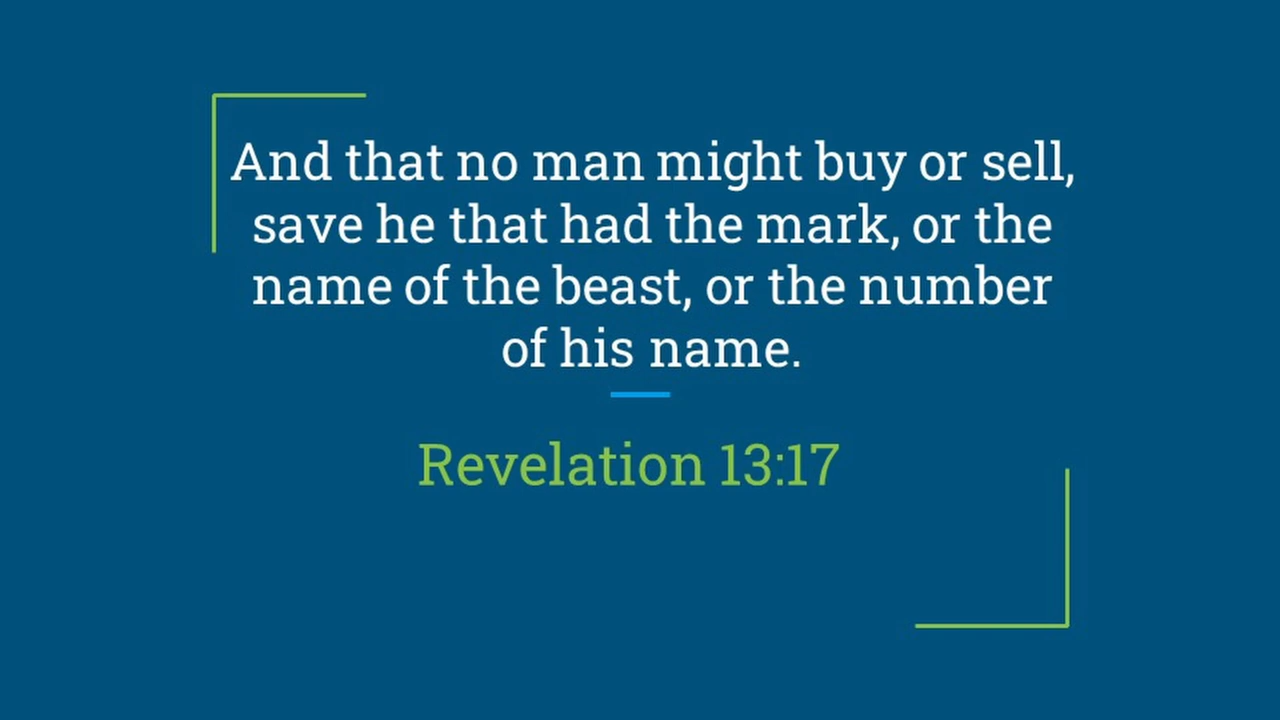 And that no man might buy or sell,
save he that had the mark, or the
name of the beast, or the number
of his name.
Revelation 13:17